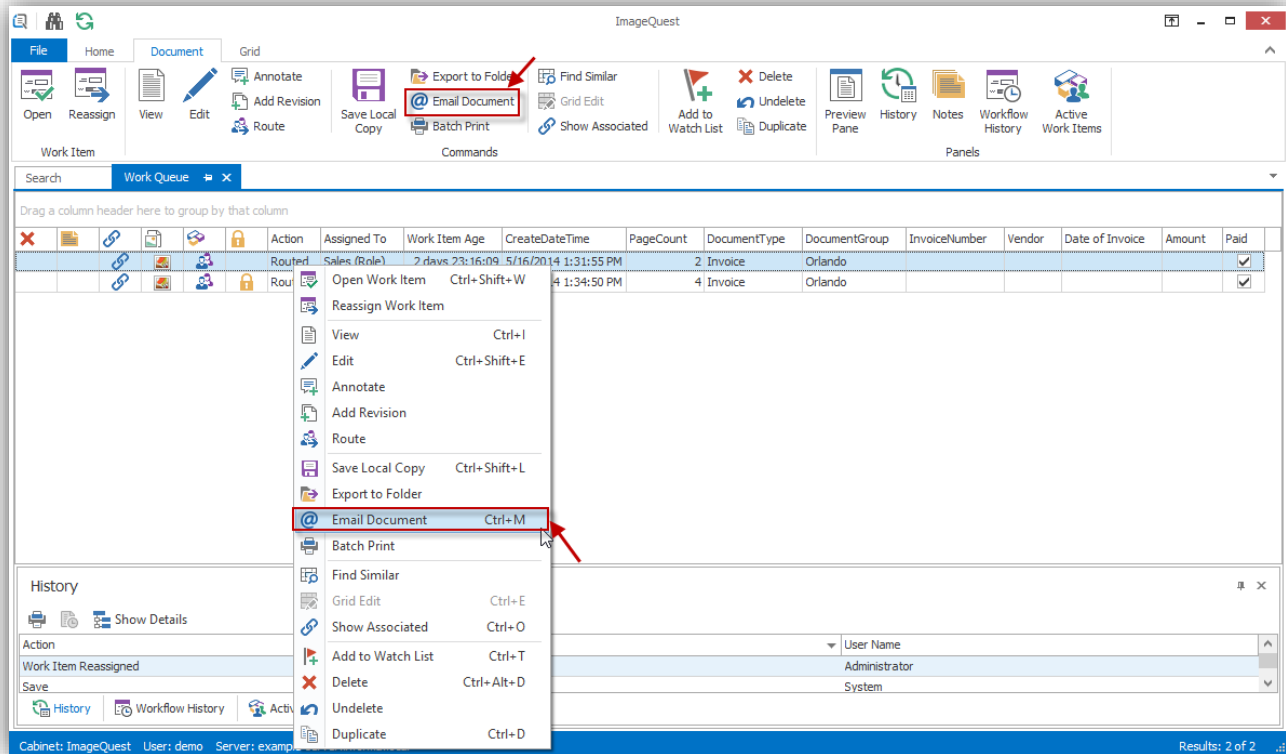 ImageQuest
File Home Document Grid
Open Reassign View Edit Annotate Add Revision Route Save Local Copy Export to Folder Email Document Batch Print Find Similar Grid Edit Show Associated Add to Watch List Delete Undelete Duplicate Preview Pane History Notes Workflow History Active Work Items
Work Item Commands Panels
Search Work Queue
Drag a column header here to group by that column
Action Assigned To Work Item Age CreateDateTime PageCount DocumentType DocumentGroup InvoiceNumber Vendor Date of Invoice Amount Paid
Routed Sales (Role) 2 days 23:16:09 5/16/2014 1:31:55 PM 2 Invoice Orlando
4 1:34:50 PM 4 Invoice Orlando
Open Work Item Ctrl+Shift+W
Reassign Work Item
View Ctrl+I
Edit Ctrl+Shift+E
Annotate
Add Revision
Route
Save Local Copy Ctrl+Shift+L
Export to Folder
Email Document Ctrl+M
Batch Print
Find Similar
Grid Edit Ctrl+E
Show Associated Ctrl+O
Add to Watch List Ctrl+T
Delete Ctrl+Alt+D
Undelete
Duplicate Ctrl+D
History
Show Details
Action User Name
Work Item Reassigned Administrator
Save System
History Workflow History
Cabinet: ImageQuest User: demo Server: Results: 2 of 2